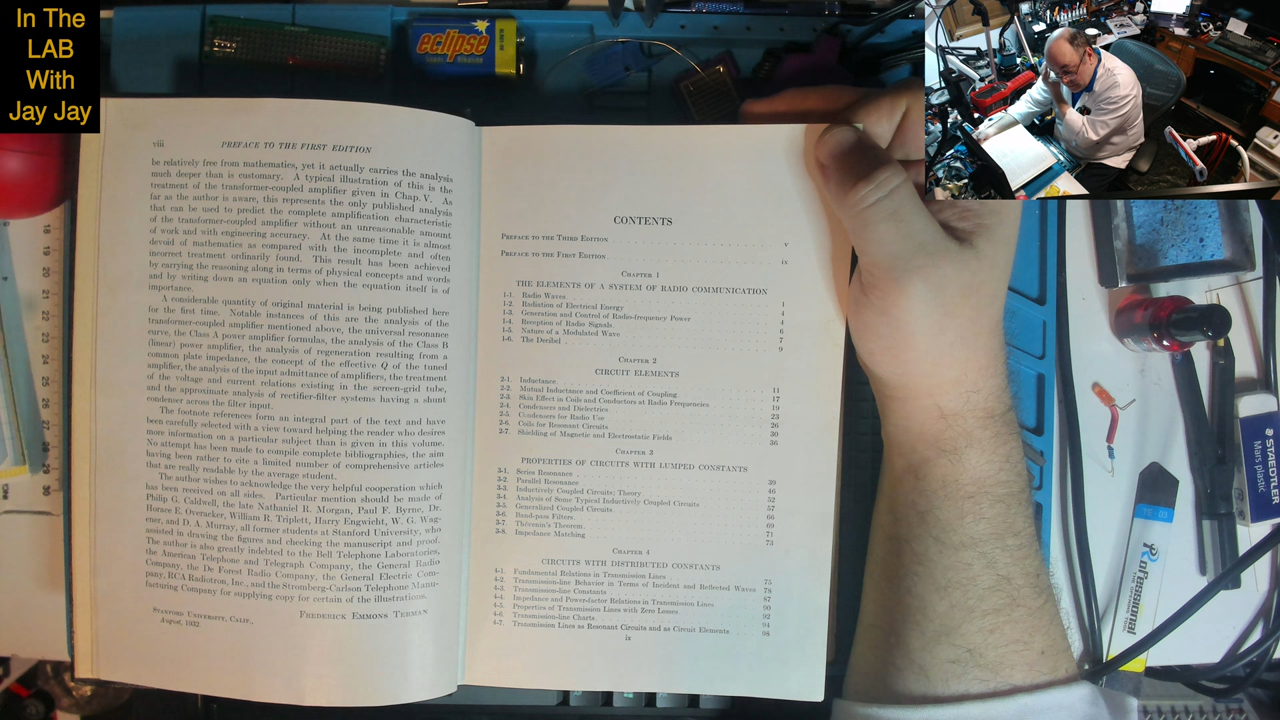 In The
LAB
With
Jay Jay
eclipse
viii PREFACE TO THE FIRST EDITION
be relatively free from mathematics, yet it actually carries the analysis
much deeper than is customary. A typical illustration of this is the
treatment of the transformer-coupled amplifier given in Chap. V. As
far as the author is aware, this represents the only published analysis
that can be used to predict the complete amplification characteristic
of the transformer-coupled amplifier without an unreasonable amount
of work and with engineering accuracy. At the same time it is almost
devoid of mathematics as compared with the incomplete and often
incorrect treatment ordinarily found. This result has been achieved
by carrying the reasoning along in terms of physical concepts and words
and by writing down an equation only when the equation itself is of
importance.
A considerable quantity of original material is being published here
for the first time. Notable instances of this are the analysis of the
transformer-coupled amplifier mentioned above, the universal resonance
curve, the Class A power amplifier formulas, the analysis of the Class B
(linear) power amplifier, the analysis of regeneration resulting from a
common plate impedance, the concept of the effective Q of the tuned
amplifier, the analysis of the input admittance of amplifiers, the treatment
of the voltage and current relations existing in the screen-grid tube,
and the approximate analysis of rectifier-filter systems having a shunt
condenser across the filter input.
The footnote references form an integral part of the text and have
been carefully selected with a view toward helping the reader who desires
more information on a particular subject than is given in this volume.
No attempt has been made to compile complete bibliographies, the aim
having been rather to cite a limited number of comprehensive articles
that are really readable by the average student.
The author wishes to acknowledge the very helpful cooperation which
has been received on all sides. Particular mention should be made of
Philip G. Caldwell, the late Nathaniel R. Morgan, Paul F. Byrne, Dr.
Horace E. Overacker, William R. Triplett, Harry Engwicht, W. G. Wag-
ener, and D. A. Murray, all former students at Stanford University, who
assisted in drawing the figures and checking the manuscript and proof.
The author is also greatly indebted to the Bell Telephone Laboratories,
the American Telephone and Telegraph Company, the General Radio
Company, the De Forest Radio Company, the General Electric Com-
pany, RCA Radiotron, Inc., and the Stromberg-Carlson Telephone Manu-
facturing Company for supplying copy for certain of the illustrations.
FREDERICK EMMONS TERMAN
STANFORD UNIVERSITY, CALIF.,
August, 1932
CONTENTS
PREFACE TO THE THIRD EDITION v
PREFACE TO THE FIRST EDITION ix
CHAPTER 1
THE ELEMENTS OF A SYSTEM OF RADIO COMMUNICATION
1-1. Radio Waves 1
1-2. Radiation of Electrical Energy 4
1-3. Generation and Control of Radio-frequency Power 4
1-4. Reception of Radio Signals 6
1-5. Nature of a Modulated Wave 7
1-6. The Decibel 9
CHAPTER 2
CIRCUIT ELEMENTS
2-1. Inductance 11
2-2. Mutual Inductance and Coefficient of Coupling 17
2-3. Skin Effect in Coils and Conductors at Radio Frequencies 19
2-4. Condensers and Dielectrics 23
2-5. Condensers for Radio Use 26
2-6. Coils for Resonant Circuits 30
2-7. Shielding of Magnetic and Electrostatic Fields 36
CHAPTER 3
PROPERTIES OF CIRCUITS WITH LUMPED CONSTANTS
3-1. Series Resonance 39
3-2. Parallel Resonance 46
3-3. Inductively Coupled Circuits: Theory 52
3-4. Analysis of Some Typical Inductively Coupled Circuits 57
3-5. Generalized Coupled Circuits 66
3-6. Band-pass Filters 69
3-7. Thévenin's Theorem 71
3-8. Impedance Matching 73
CHAPTER 4
CIRCUITS WITH DISTRIBUTED CONSTANTS
4-1. Fundamental Relations in Transmission Lines 75
4-2. Transmission-line Behavior in Terms of Incident and Reflected Waves 78
4-3. Transmission-line Constants 87
4-4. Impedance and Power-factor Relations in Transmission Lines 90
4-5. Properties of Transmission Lines with Zero Losses 92
4-6. Transmission-line Charts 94
4-7. Transmission Lines as Resonant Circuits and as Circuit Elements 98
ix
18
19
20
21
22
23
24
25
26
27
28
29
30
STAEDTLER
Mars plastic
Professional